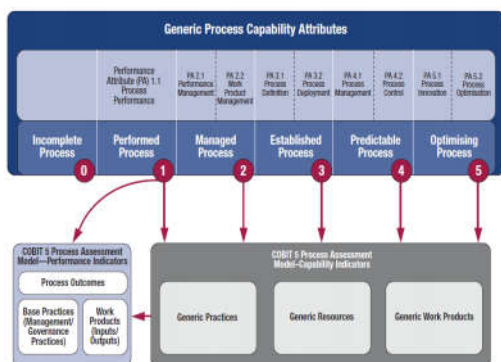 Generic Process Capability Attributes
Performance
Attribute (PA) 1.1
Process
Performance
PA 2.1
Performance
Management
PA 2.2
Work
Product
Management
PA 3.1
Process
Definition
PA 3.2
Process
Deployment
PA 4.1
Process
Management
PA 4.2
Process
Control
PA 5.1
Process
Innovation
PA 5.2
Process
Optimisation
Incomplete
Process
0
Performed
Process
1
Managed
Process
2
Established
Process
3
Predictable
Process
4
Optimising
Process
5
COBIT 5 Process Assessment
Model—Performance Indicators
Process Outcomes
Base Practices
(Management/
Governance
Practices)
Work
Products
(Inputs/
Outputs)
COBIT 5 Process Assessment
Model–Capability Indicators
Generic Practices
Generic Resources
Generic Work Products